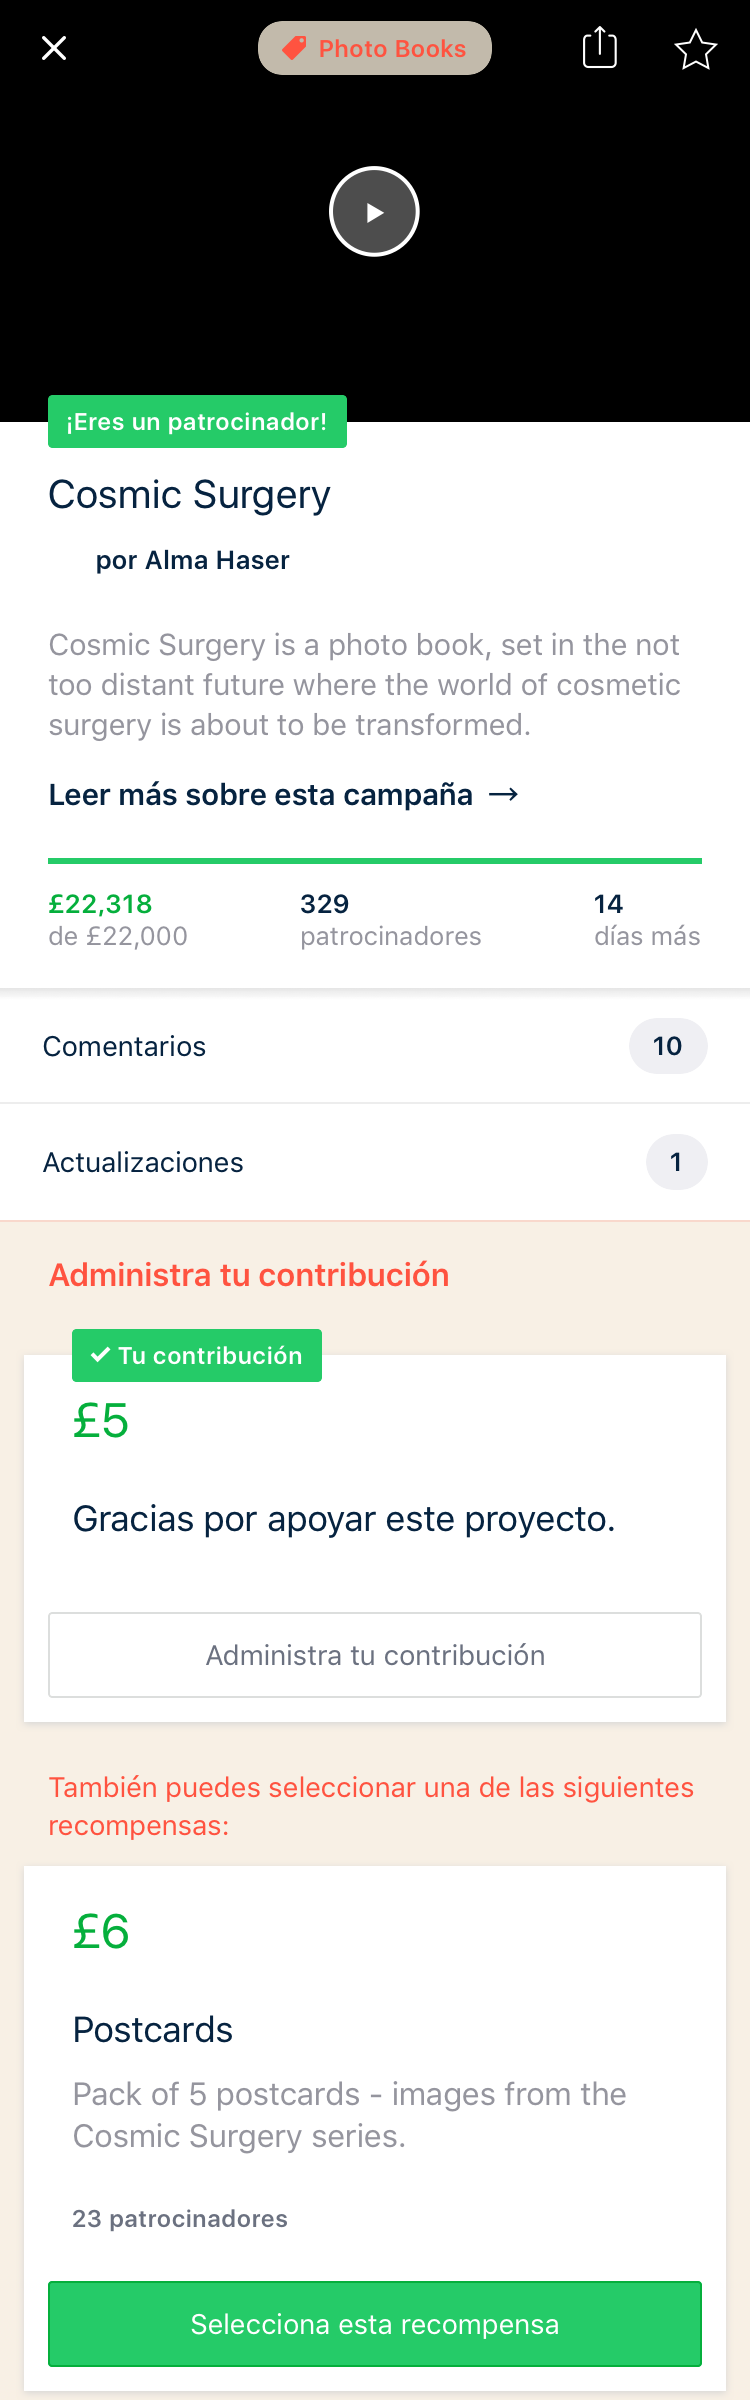 Photo Books
¡Eres un patrocinador!
Cosmic Surgery
por Alma Haser
Cosmic Surgery is a photo book, set in the not
too distant future where the world of cosmetic
surgery is about to be transformed.
Leer más sobre esta campaña →
£22,318
de £22,000
329
patrocinadores
14
días más
Comentarios
10
Actualizaciones
1
Administra tu contribución
✔ Tu contribución
£5
Gracias por apoyar este proyecto.
Administra tu contribución
También puedes seleccionar una de las siguientes
recompensas:
£6
Postcards
Pack of 5 postcards - images from the
Cosmic Surgery series.
23 patrocinadores
Selecciona esta recompensa